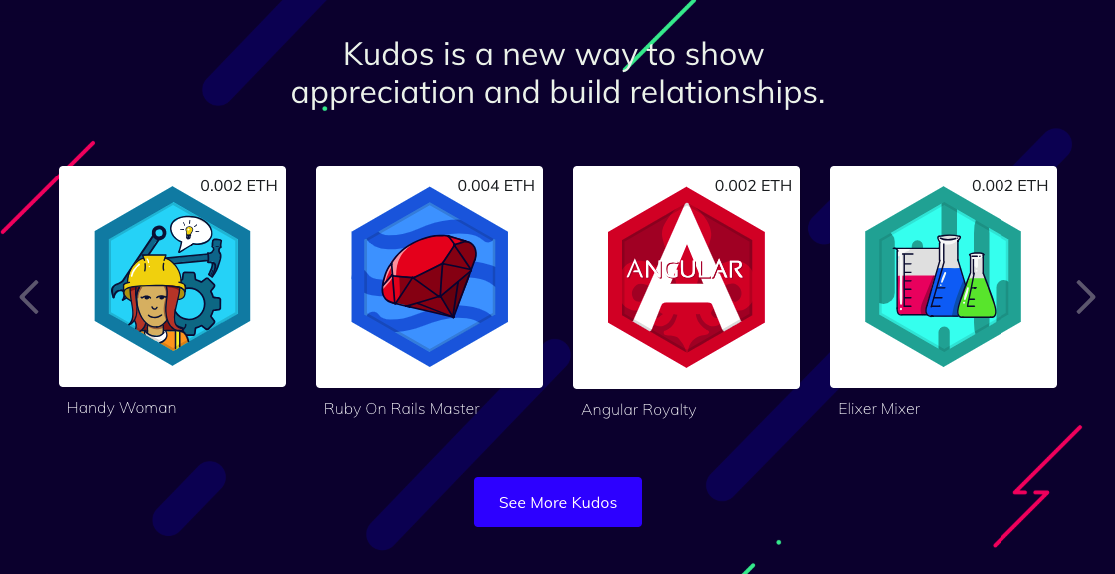 Kudos is a new way to show
appreciation and build relationships.
0.002 ETH
0.004 ETH
0.002 ETH
0.002 ETH
ANGULAR
Handy Woman
Ruby On Rails Master
Angular Royalty
Elixer Mixer
See More Kudos